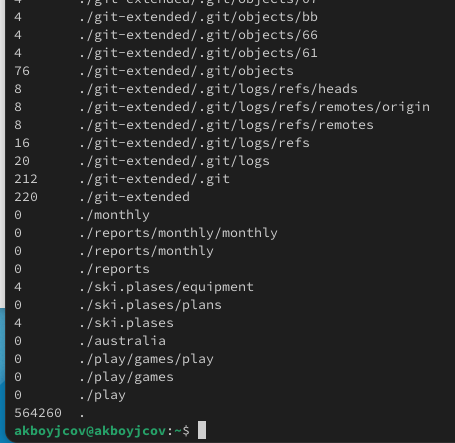 4 ./git-extended/.git/objects/07
4 ./git-extended/.git/objects/bb
4 ./git-extended/.git/objects/66
4 ./git-extended/.git/objects/61
76 ./git-extended/.git/objects
8 ./git-extended/.git/logs/refs/heads
8 ./git-extended/.git/logs/refs/remotes/origin
8 ./git-extended/.git/logs/refs/remotes
16 ./git-extended/.git/logs/refs
20 ./git-extended/.git/logs
212 ./git-extended/.git
220 ./git-extended
0 ./monthly
0 ./reports/monthly/monthly
0 ./reports/monthly
0 ./reports
4 ./ski.plases/equipment
0 ./ski.plases/plans
4 ./ski.plases
0 ./australia
0 ./play/games/play
0 ./play/games
0 ./play
564260 .
akboyjcov@akboyjcov:~$